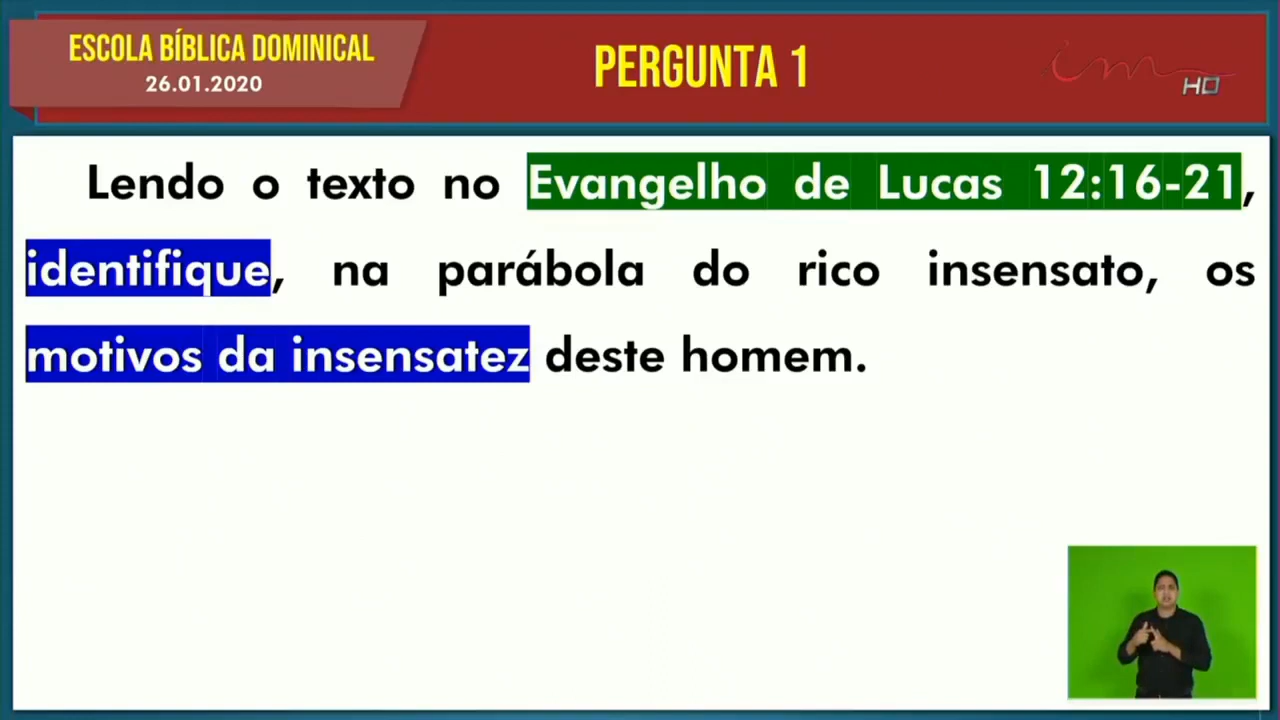 ESCOLA BÍBLICA DOMINICAL
26.01.2020
PERGUNTA 1
im
HD
Lendo o texto no Evangelho de Lucas 12:16-21,
identifique, na parábola do rico insensato, os
motivos da insensatez deste homem.